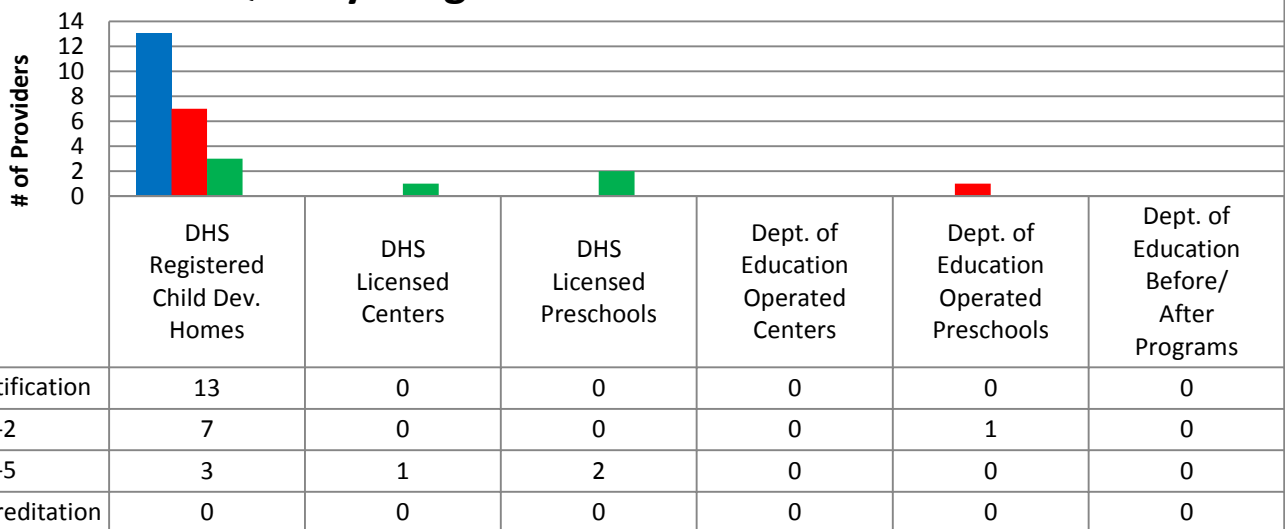 # of Providers
14
12
10
8
6
4
2
0
DHS
Registered
Child Dev.
Homes
DHS
Licensed
Centers
DHS
Licensed
Preschools
Dept. of
Education
Operated
Centers
Dept. of
Education
Operated
Preschools
Dept. of
Education
Before/
After
Programs
tification 13 0 0 0 0 0
-2 7 0 0 0 1 0
-5 3 1 2 0 0 0
reditation 0 0 0 0 0 0